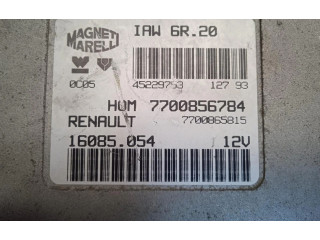 MAGNETI
MARELLI
IAW 6R.20
0C05 45229753 127 93
HOM 7700856784
RENAULT 7700865815
16085.054 12V